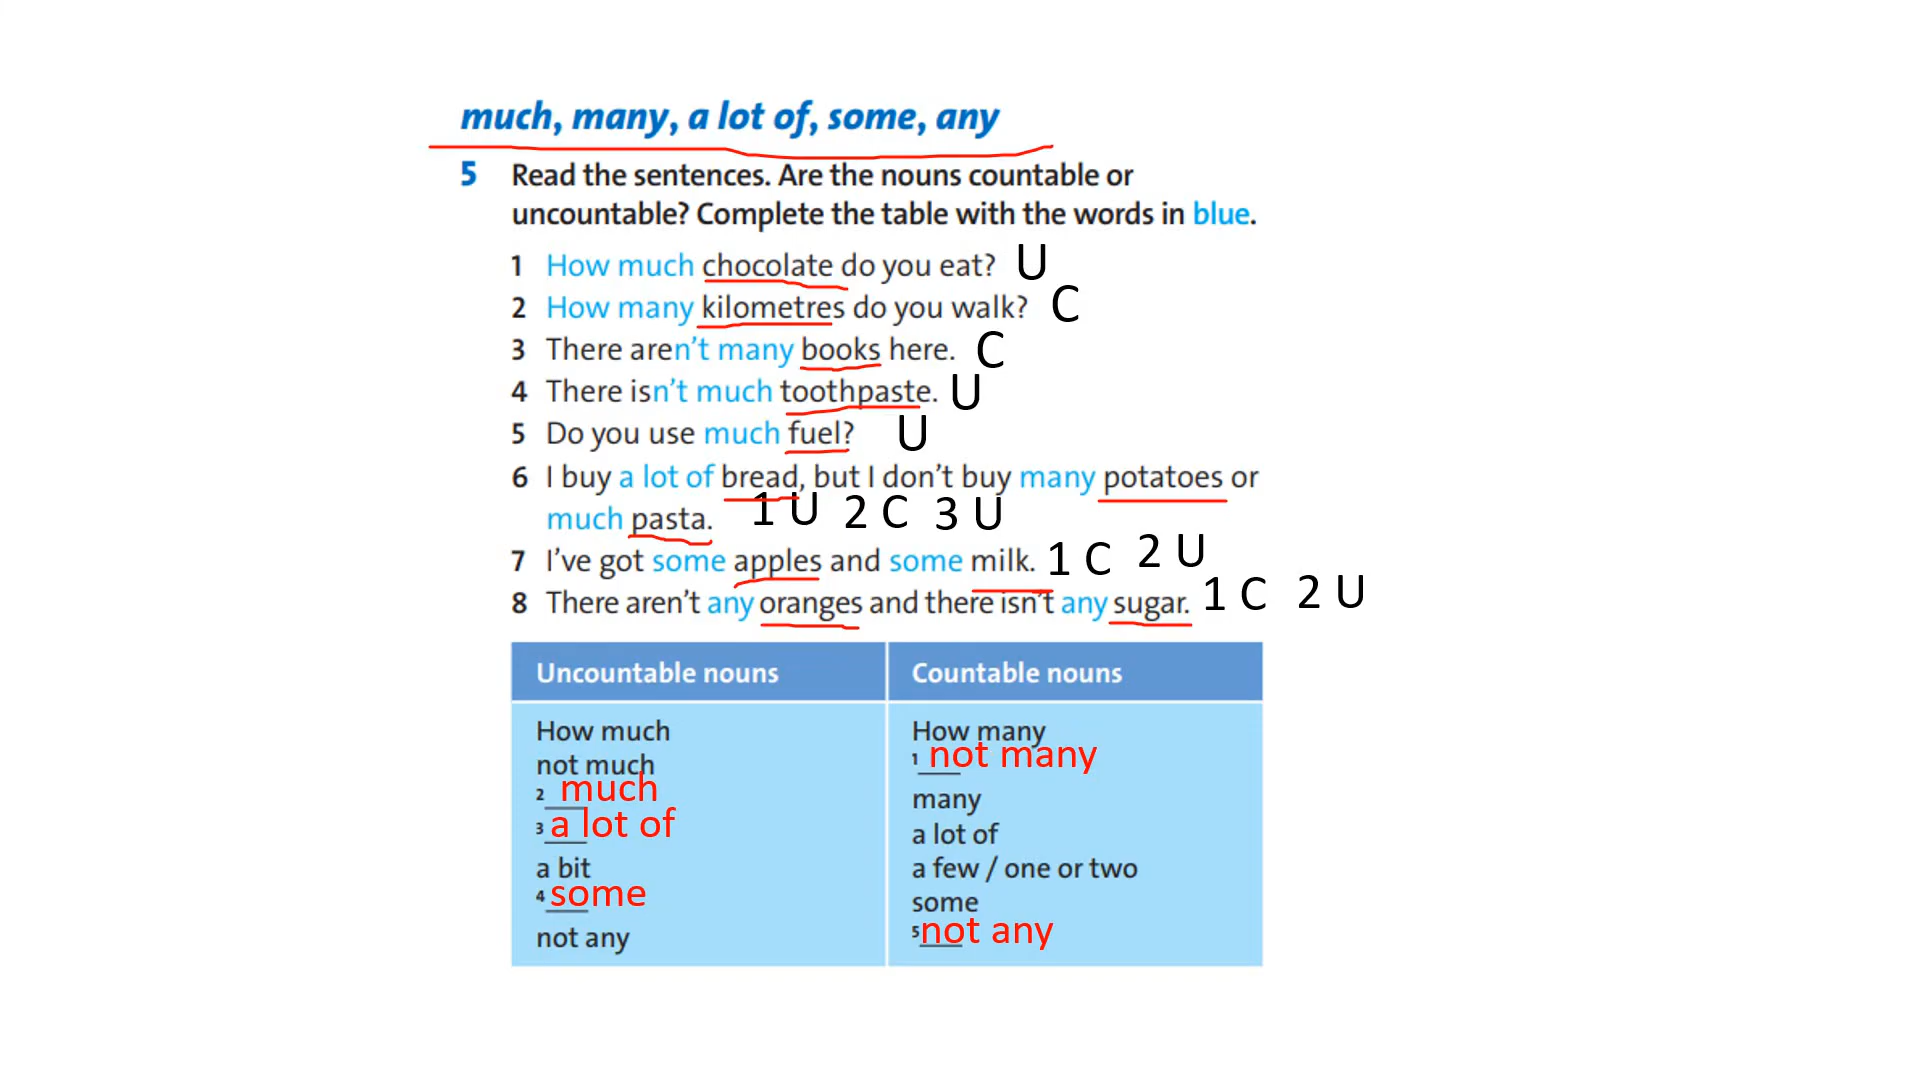 much, many, a lot of, some, any
5 Read the sentences. Are the nouns countable or
uncountable? Complete the table with the words in blue.
1 How much chocolate do you eat? U
2 How many kilometres do you walk? C
3 There aren't many books here. C
4 There isn't much toothpaste. U
5 Do you use much fuel? U
6 I buy a lot of bread, but I don't buy many potatoes or
much pasta. 1 U 2 C 3 U
7 I've got some apples and some milk. 1 C 2 U
8 There aren't any oranges and there isn't any sugar. 1 C 2 U
Uncountable nouns
How much
not much
2 much
3 a lot of
a bit
4 some
not any
Countable nouns
How many
1 not many
many
a lot of
a few / one or two
some
5 not any